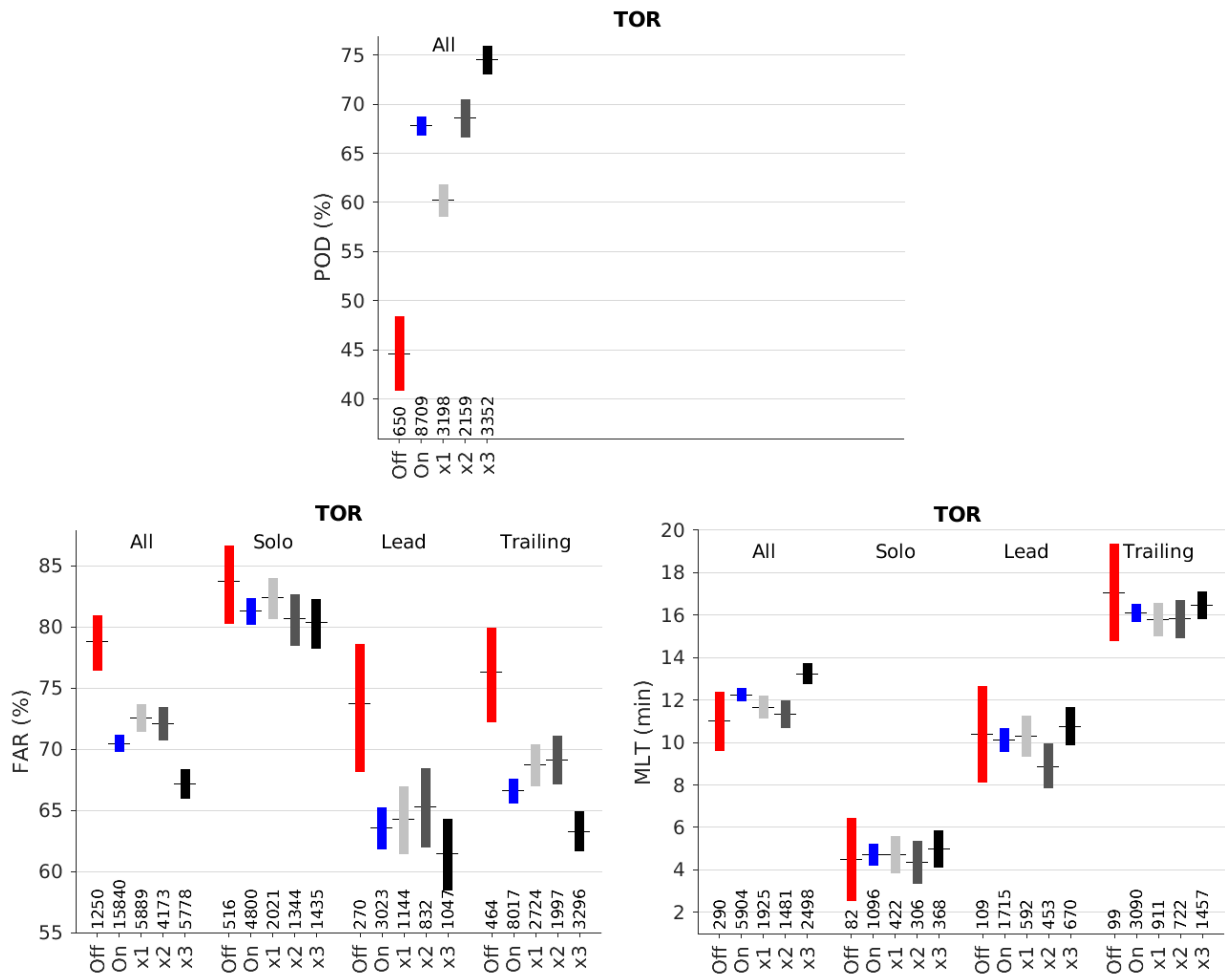 TOR
All
POD (%)
75
70
65
60
55
50
45
40
650 8709 3198 2159 3352
Off On x1 x2 x3
TOR
All Solo Lead Trailing
FAR (%)
85
80
75
70
65
60
55
1250 15840 5889 4173 5778 516 4800 2021 1344 1435 270 3023 1144 832 1047 464 8017 2724 1997 3296
Off On x1 x2 x3 Off On x1 x2 x3 Off On x1 x2 x3 Off On x1 x2 x3
TOR
All Solo Lead Trailing
MLT (min)
20
18
16
14
12
10
8
6
4
2
290 5904 1925 1481 2498 82 1096 422 306 368 109 1715 592 453 670 99 3090 911 722 1457
Off On x1 x2 x3 Off On x1 x2 x3 Off On x1 x2 x3 Off On x1 x2 x3